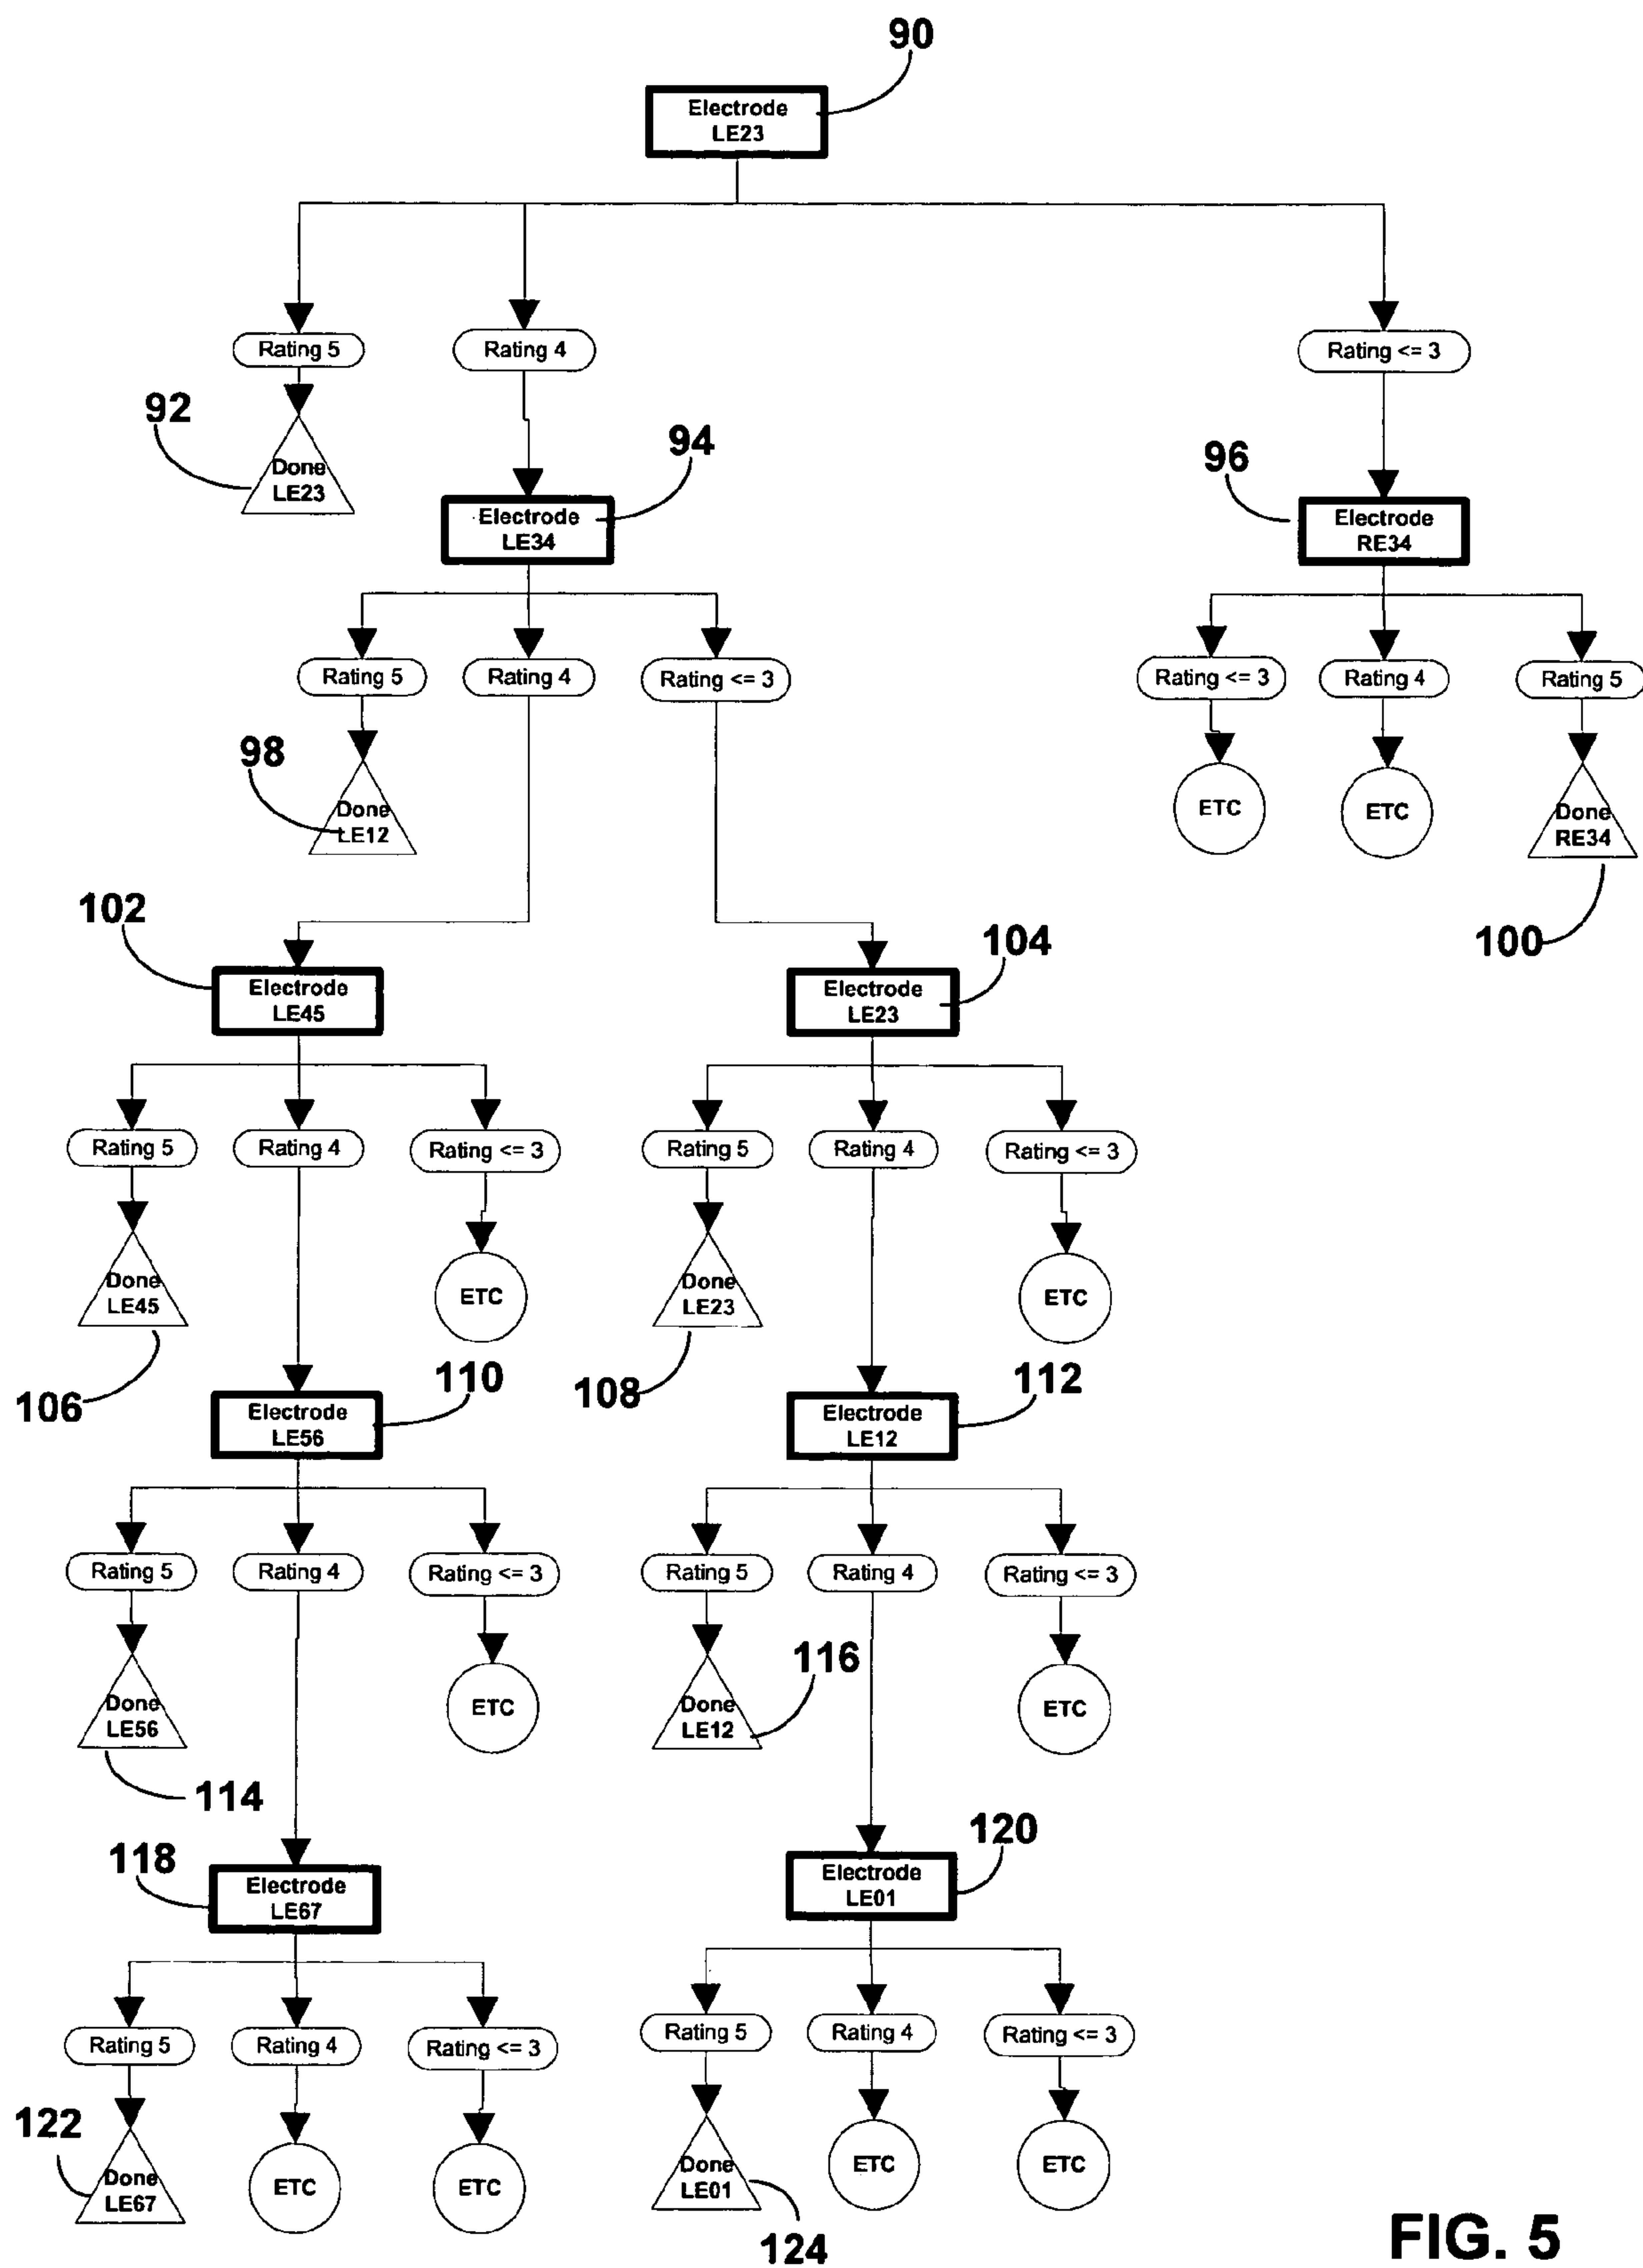 90
Electrode
LE23
Rating 5
Rating 4
Rating <= 3
92
Done
LE23
94
Electrode
LE34
96
Electrode
RE34
Rating 5
Rating 4
Rating <= 3
Rating <= 3
Rating 4
Rating 5
98
Done
LE12
ETC
ETC
Done
RE34
100
102
Electrode
LE45
104
Electrode
LE23
Rating 5
Rating 4
Rating <= 3
Rating 5
Rating 4
Rating <= 3
Done
LE45
ETC
Done
LE23
ETC
106
110
Electrode
LE56
108
112
Electrode
LE12
Rating 5
Rating 4
Rating <= 3
Rating 5
Rating 4
Rating <= 3
Done
LE56
ETC
116
Done
LE12
ETC
114
118
Electrode
LE67
120
Electrode
LE01
Rating 5
Rating 4
Rating <= 3
Rating 5
Rating 4
Rating <= 3
122
Done
LE67
ETC
ETC
Done
LE01
ETC
ETC
124
FIG. 5